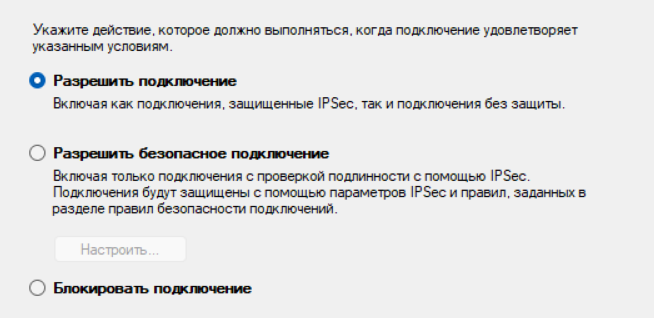 Укажите действие, которое должно выполняться, когда подключение удовлетворяет
указанным условиям.
Разрешить подключение
Включая как подключения, защищенные IPSec, так и подключения без защиты.
Разрешить безопасное подключение
Включая только подключения с проверкой подлинности с помощью IPSec.
Подключения будут защищены с помощью параметров IPSec и правил, заданных в
разделе правил безопасности подключений.
Настроить...
Блокировать подключение